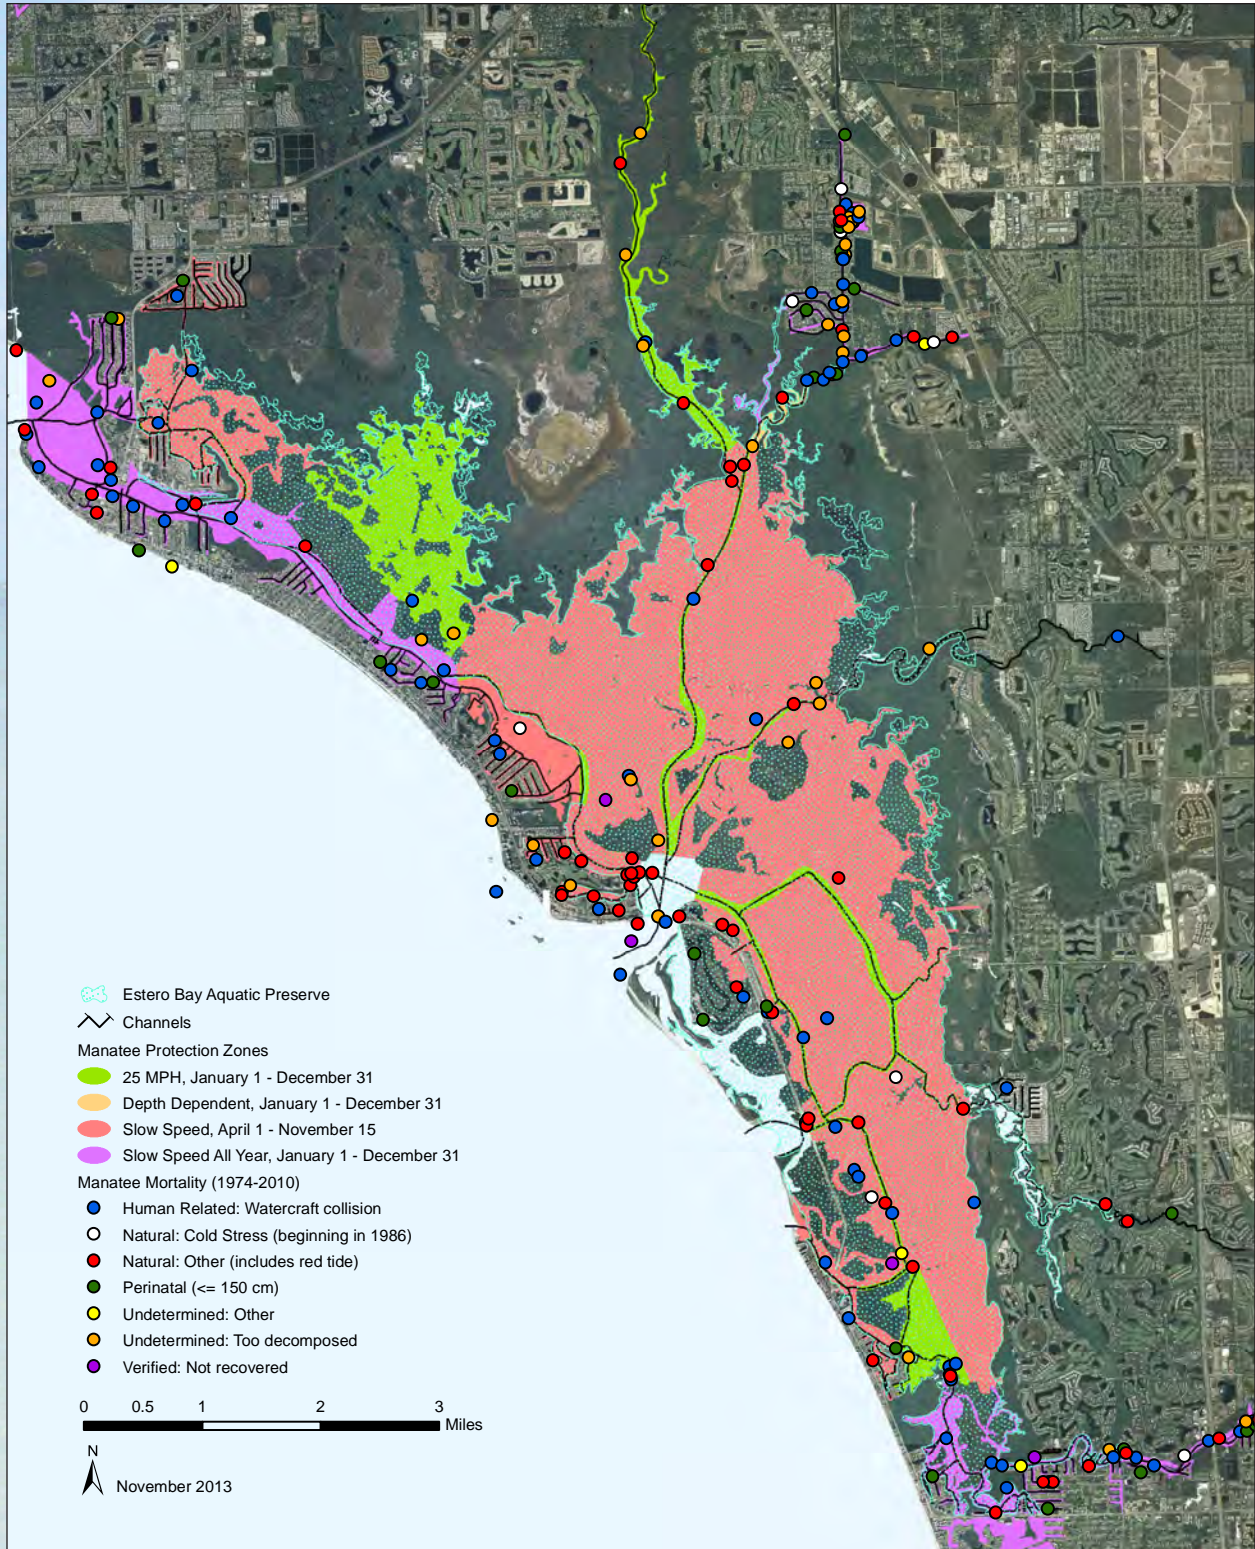 Estero Bay Aquatic Preserve
Channels
Manatee Protection Zones
25 MPH, January 1 - December 31
Depth Dependent, January 1 - December 31
Slow Speed, April 1 - November 15
Slow Speed All Year, January 1 - December 31
Manatee Mortality (1974-2010)
Human Related: Watercraft collision
Natural: Cold Stress (beginning in 1986)
Natural: Other (includes red tide)
Perinatal (<= 150 cm)
Undetermined: Other
Undetermined: Too decomposed
Verified: Not recovered
0 0.5 1 2 3
Miles
N
November 2013